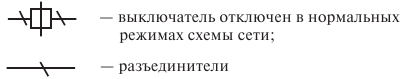 — выключатель отключен в нормальных
режимах схемы сети;
— разъединители